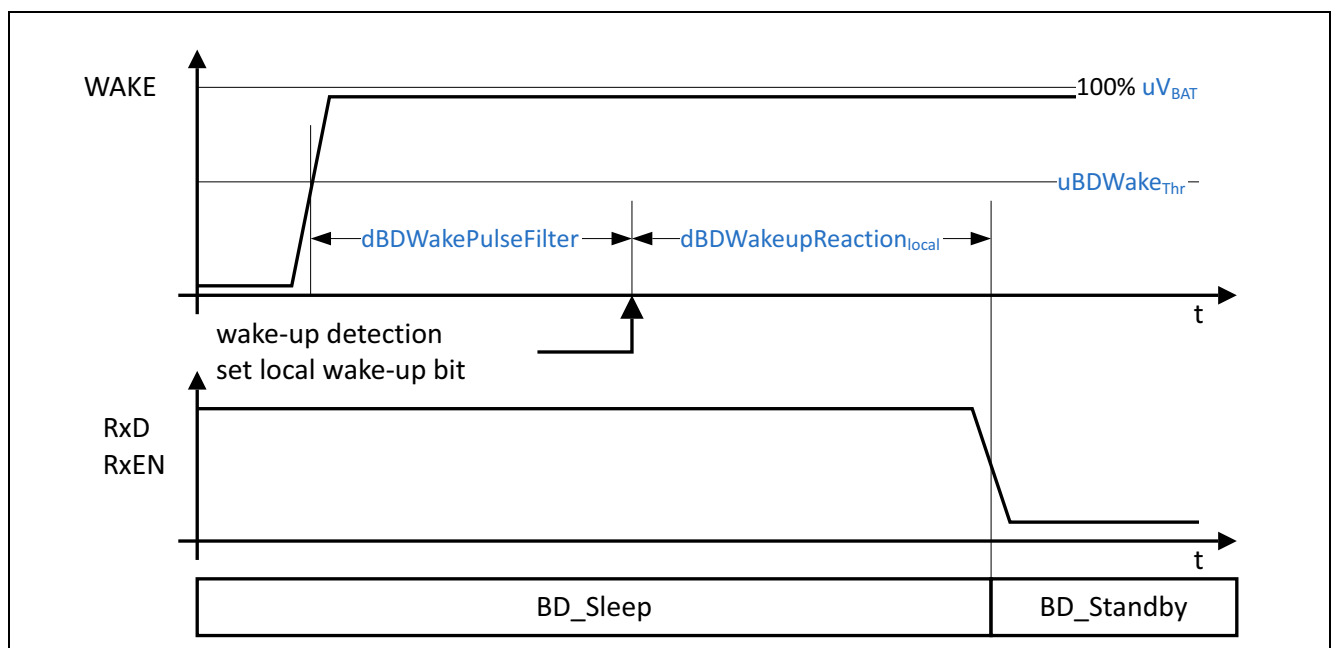 WAKE
100% uVBAT
uBDWakeThr
dBDWakePulseFilter
dBDWakeupReactionlocal
t
wake-up detection
set local wake-up bit
RxD
RxEN
t
BD_Sleep
BD_Standby